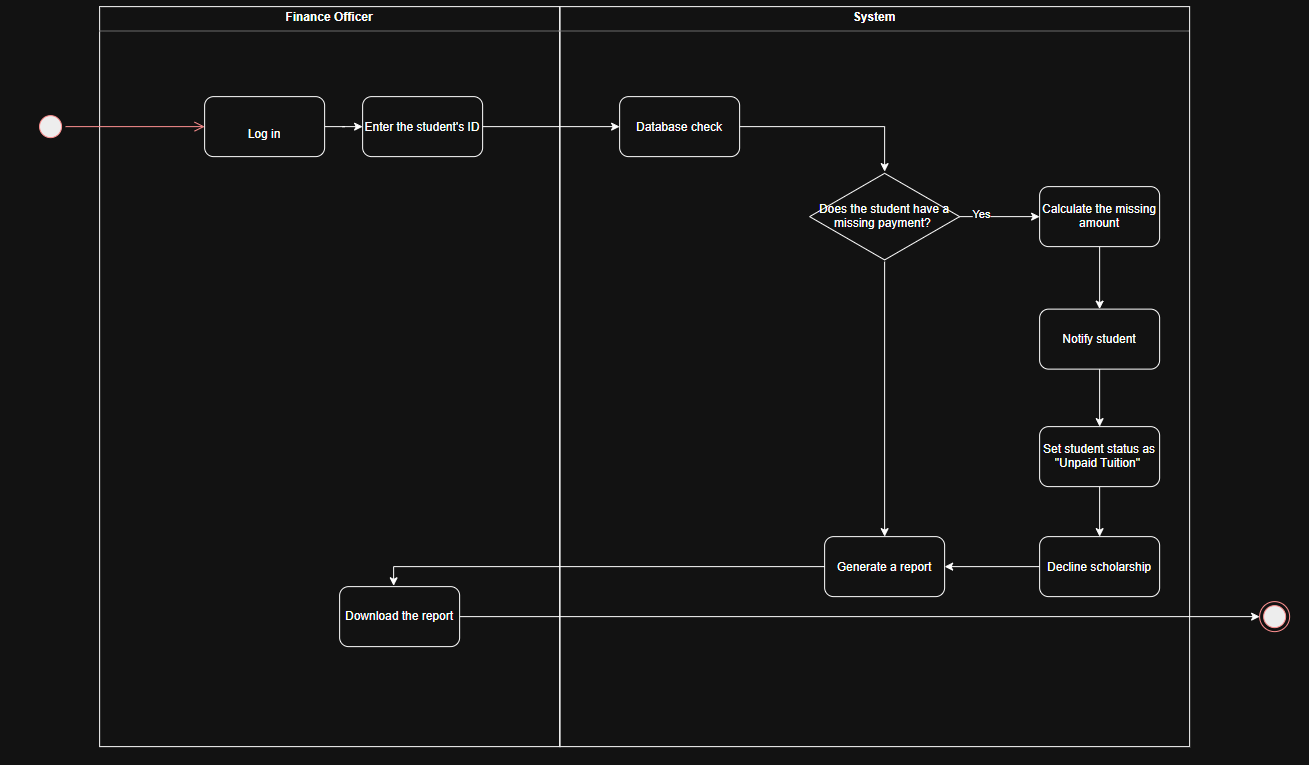 Finance Officer
System
Log in
Enter the student's ID
Database check
Does the student have a
missing payment?
Yes
Calculate the missing
amount
Notify student
Set student status as
"Unpaid Tuition"
Generate a report
Decline scholarship
Download the report